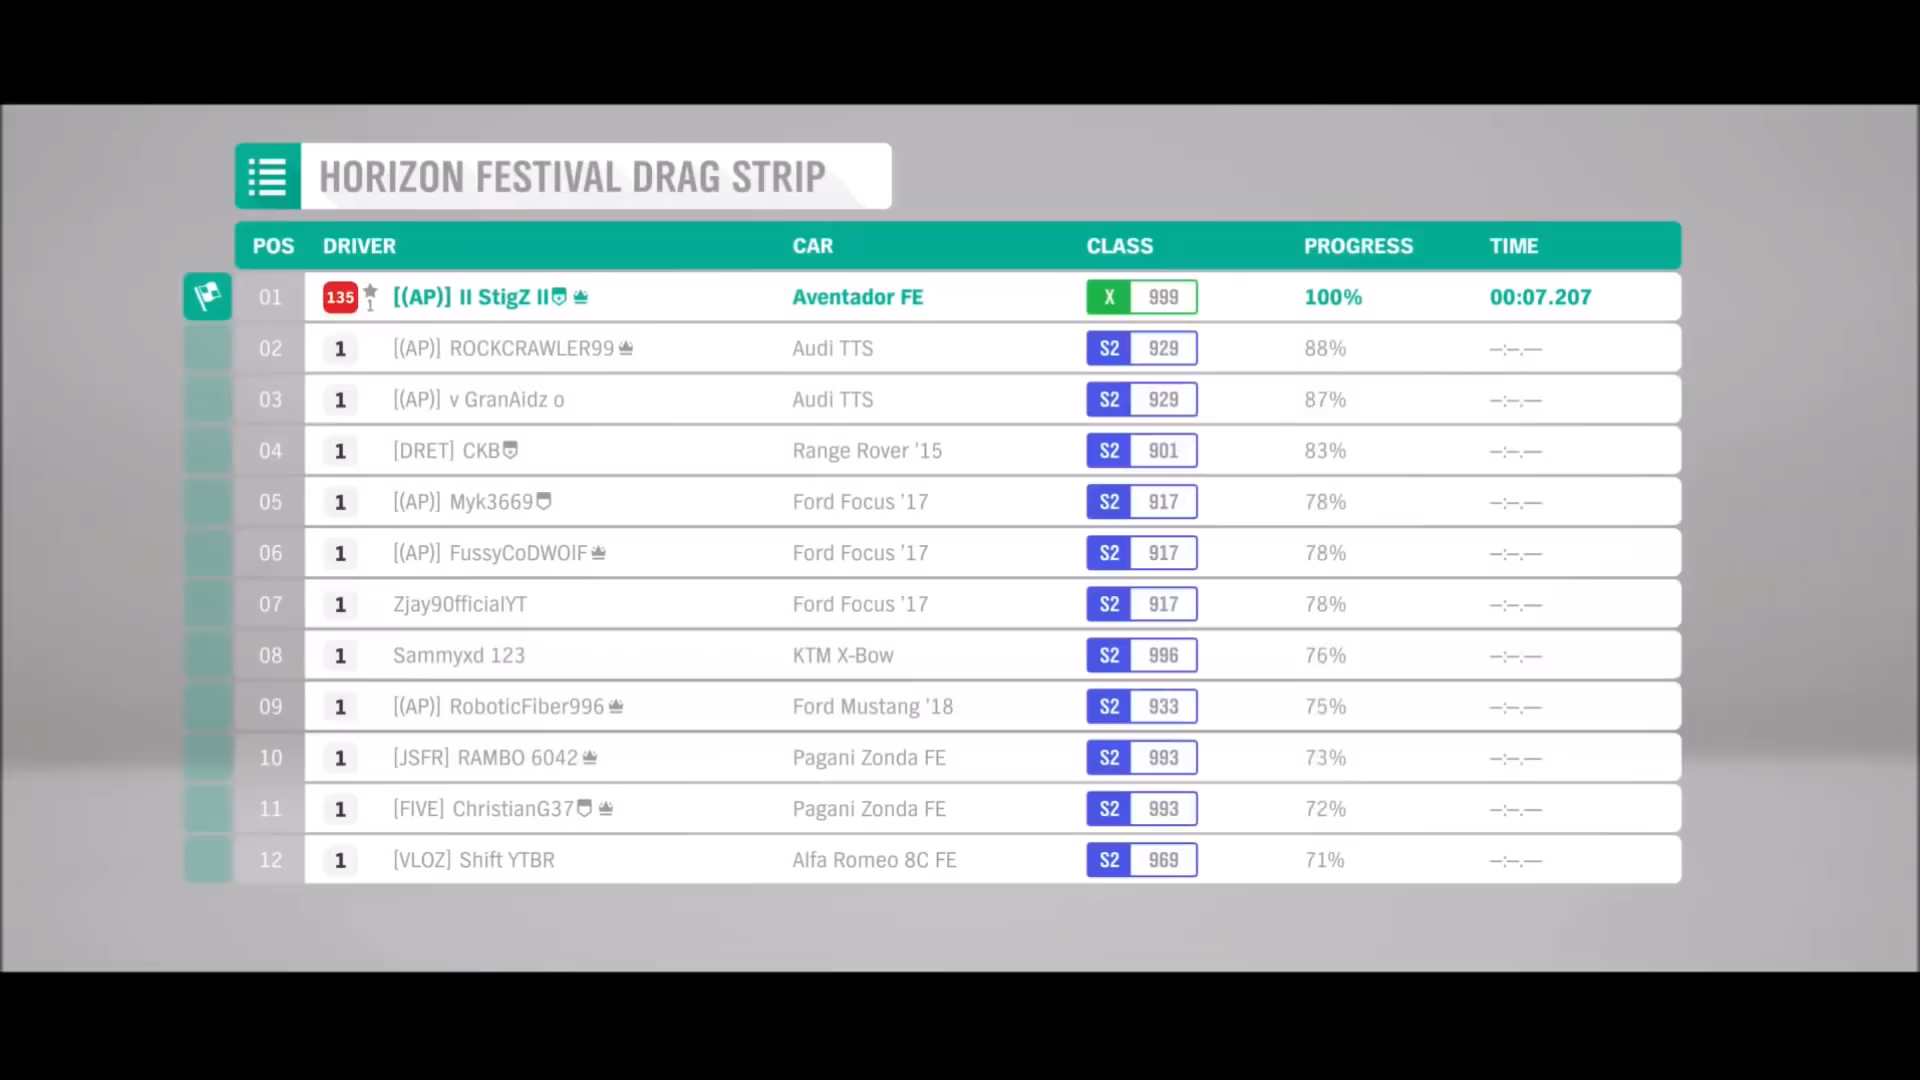 HORIZON FESTIVAL DRAG STRIP
POS DRIVER CAR CLASS PROGRESS TIME
01 135 1 [(AP)] II StigZ II Aventador FE X 999 100% 00:07.207
02 1 [(AP)] ROCKCRAWLER99 Audi TTS S2 929 88% --:--.---
03 1 [(AP)] v GranAidz o Audi TTS S2 929 87% --:--.---
04 1 [DRET] CKB Range Rover '15 S2 901 83% --:--.---
05 1 [(AP)] Myk3669 Ford Focus '17 S2 917 78% --:--.---
06 1 [(AP)] FussyCoDWOlF Ford Focus '17 S2 917 78% --:--.---
07 1 Zjay90fficialYT Ford Focus '17 S2 917 78% --:--.---
08 1 Sammyxd 123 KTM X-Bow S2 996 76% --:--.---
09 1 [(AP)] RoboticFiber996 Ford Mustang '18 S2 933 75% --:--.---
10 1 [JSFR] RAMBO 6042 Pagani Zonda FE S2 993 73% --:--.---
11 1 [FIVE] ChristianG37 Pagani Zonda FE S2 993 72% --:--.---
12 1 [VLOZ] Shift YTBR Alfa Romeo 8C FE S2 969 71% --:--.---